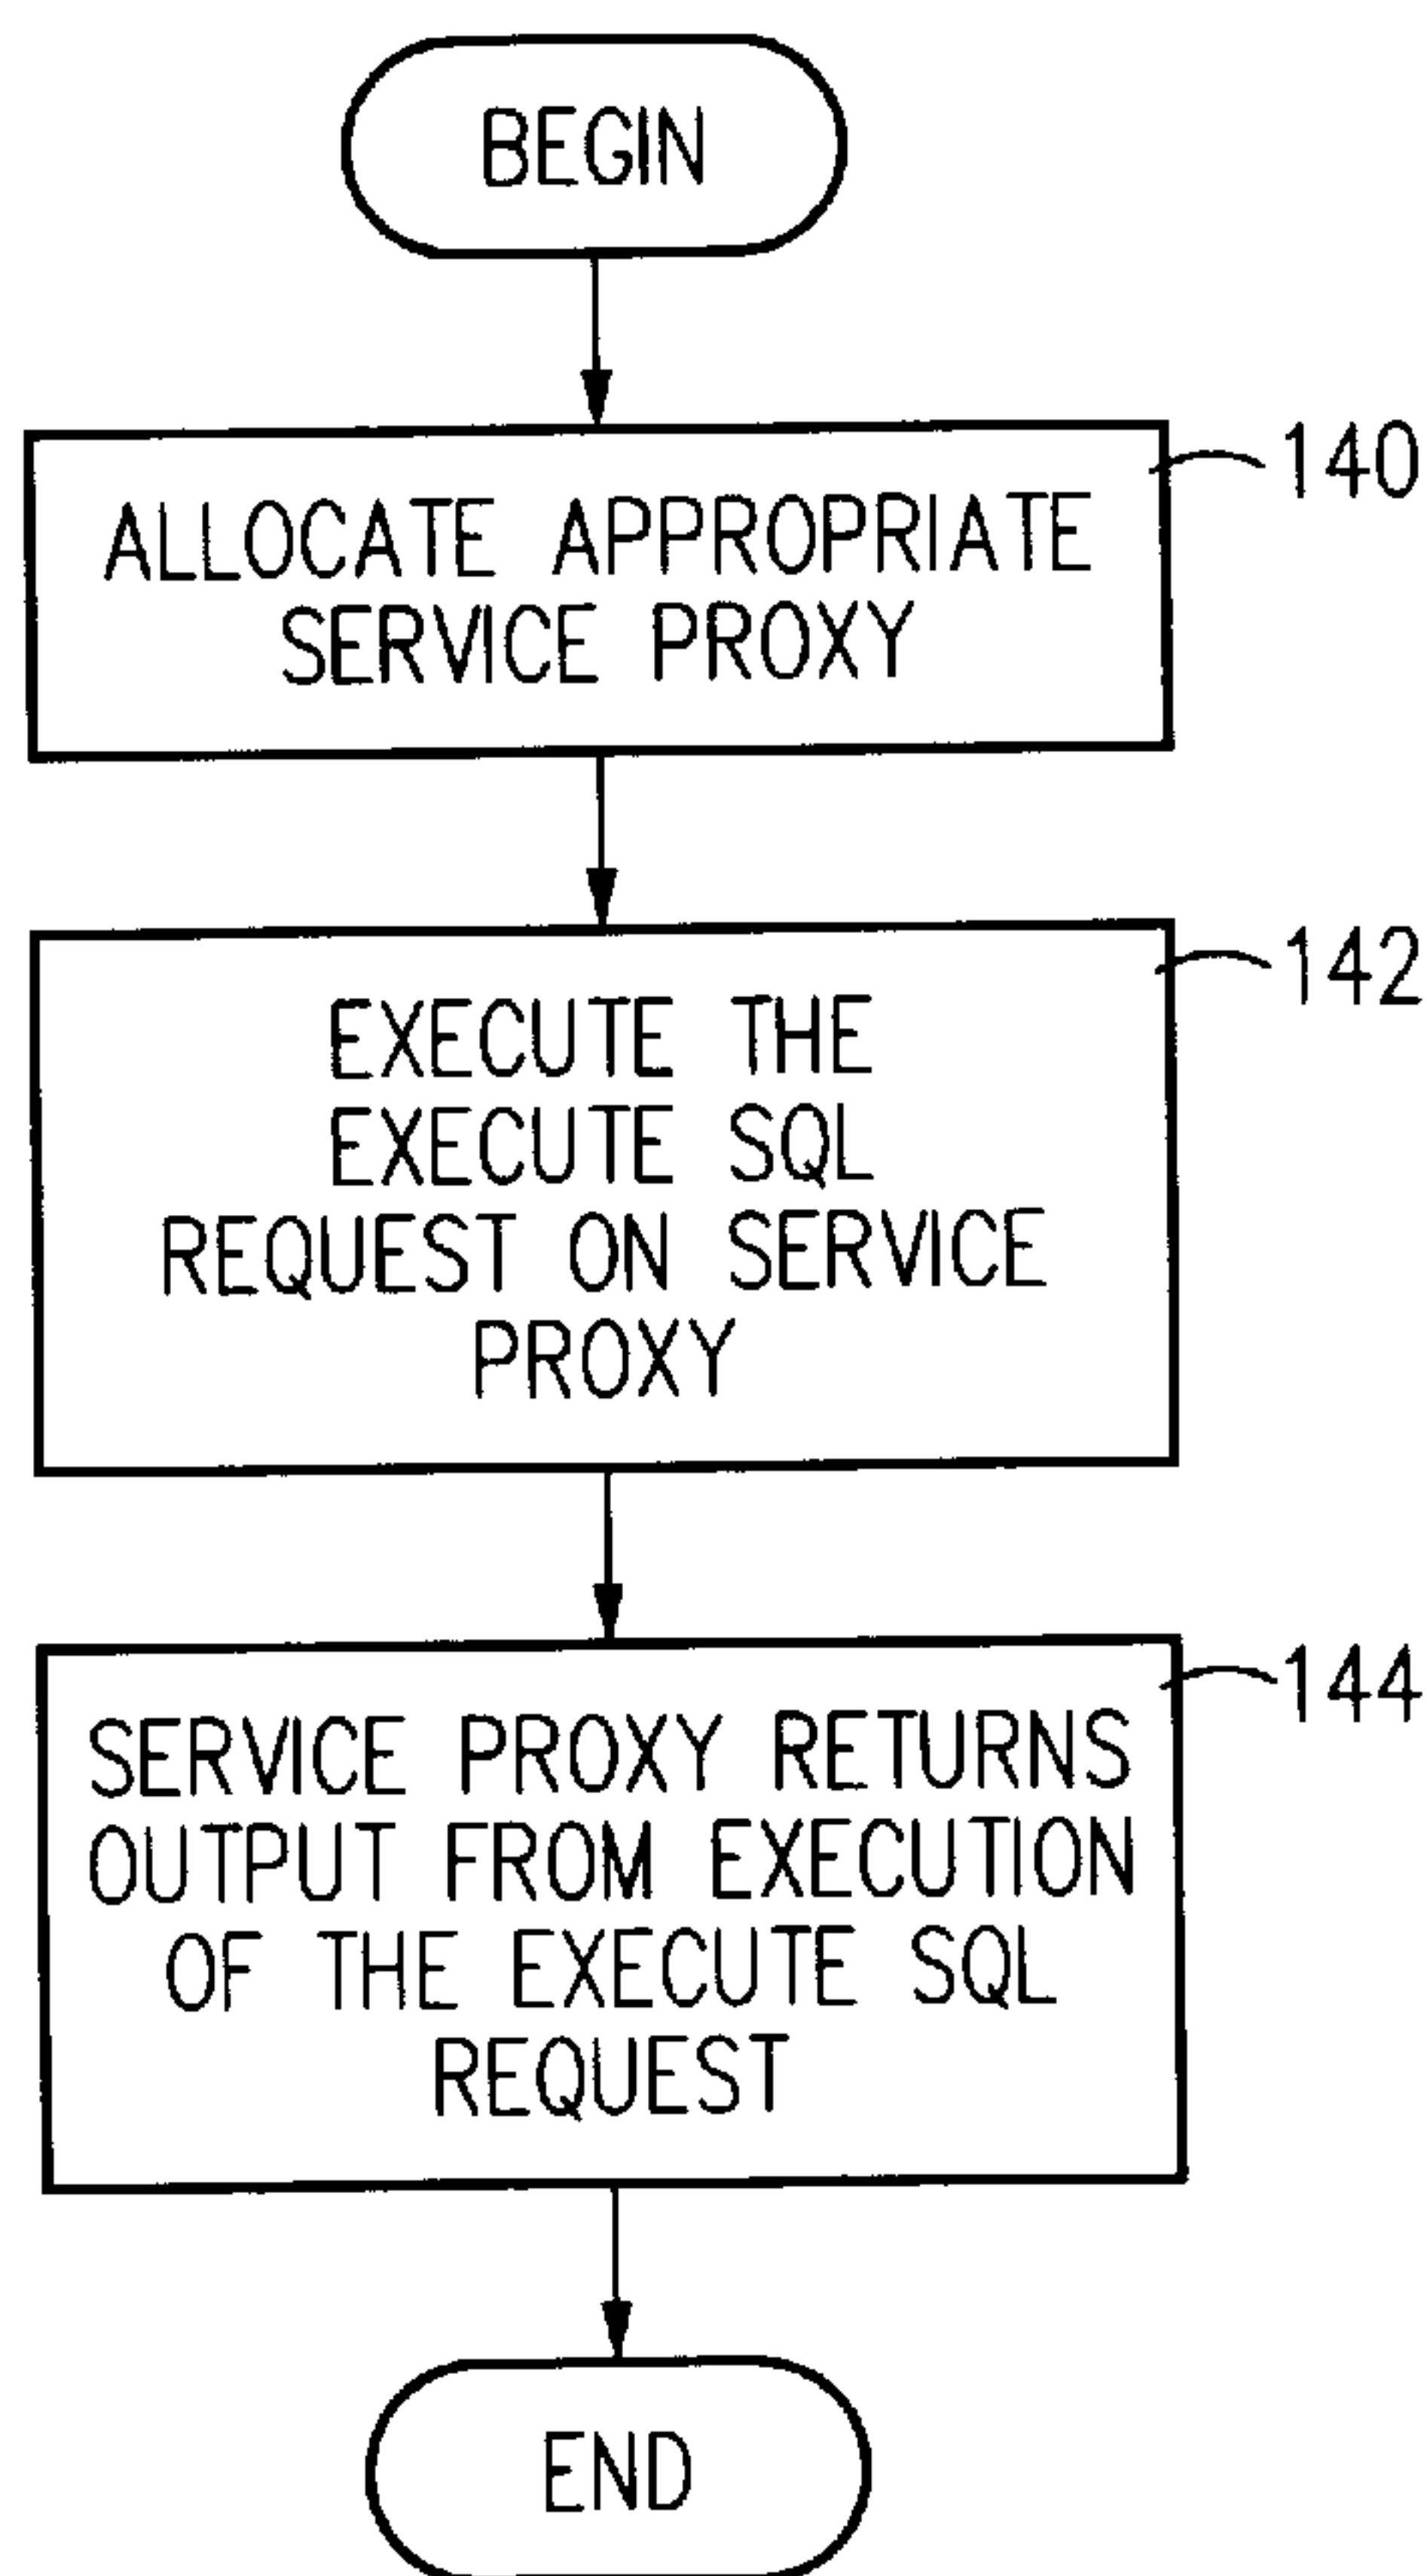 BEGIN
140
ALLOCATE APPROPRIATE
SERVICE PROXY
142
EXECUTE THE
EXECUTE SQL
REQUEST ON SERVICE
PROXY
144
SERVICE PROXY RETURNS
OUTPUT FROM EXECUTION
OF THE EXECUTE SQL
REQUEST
END